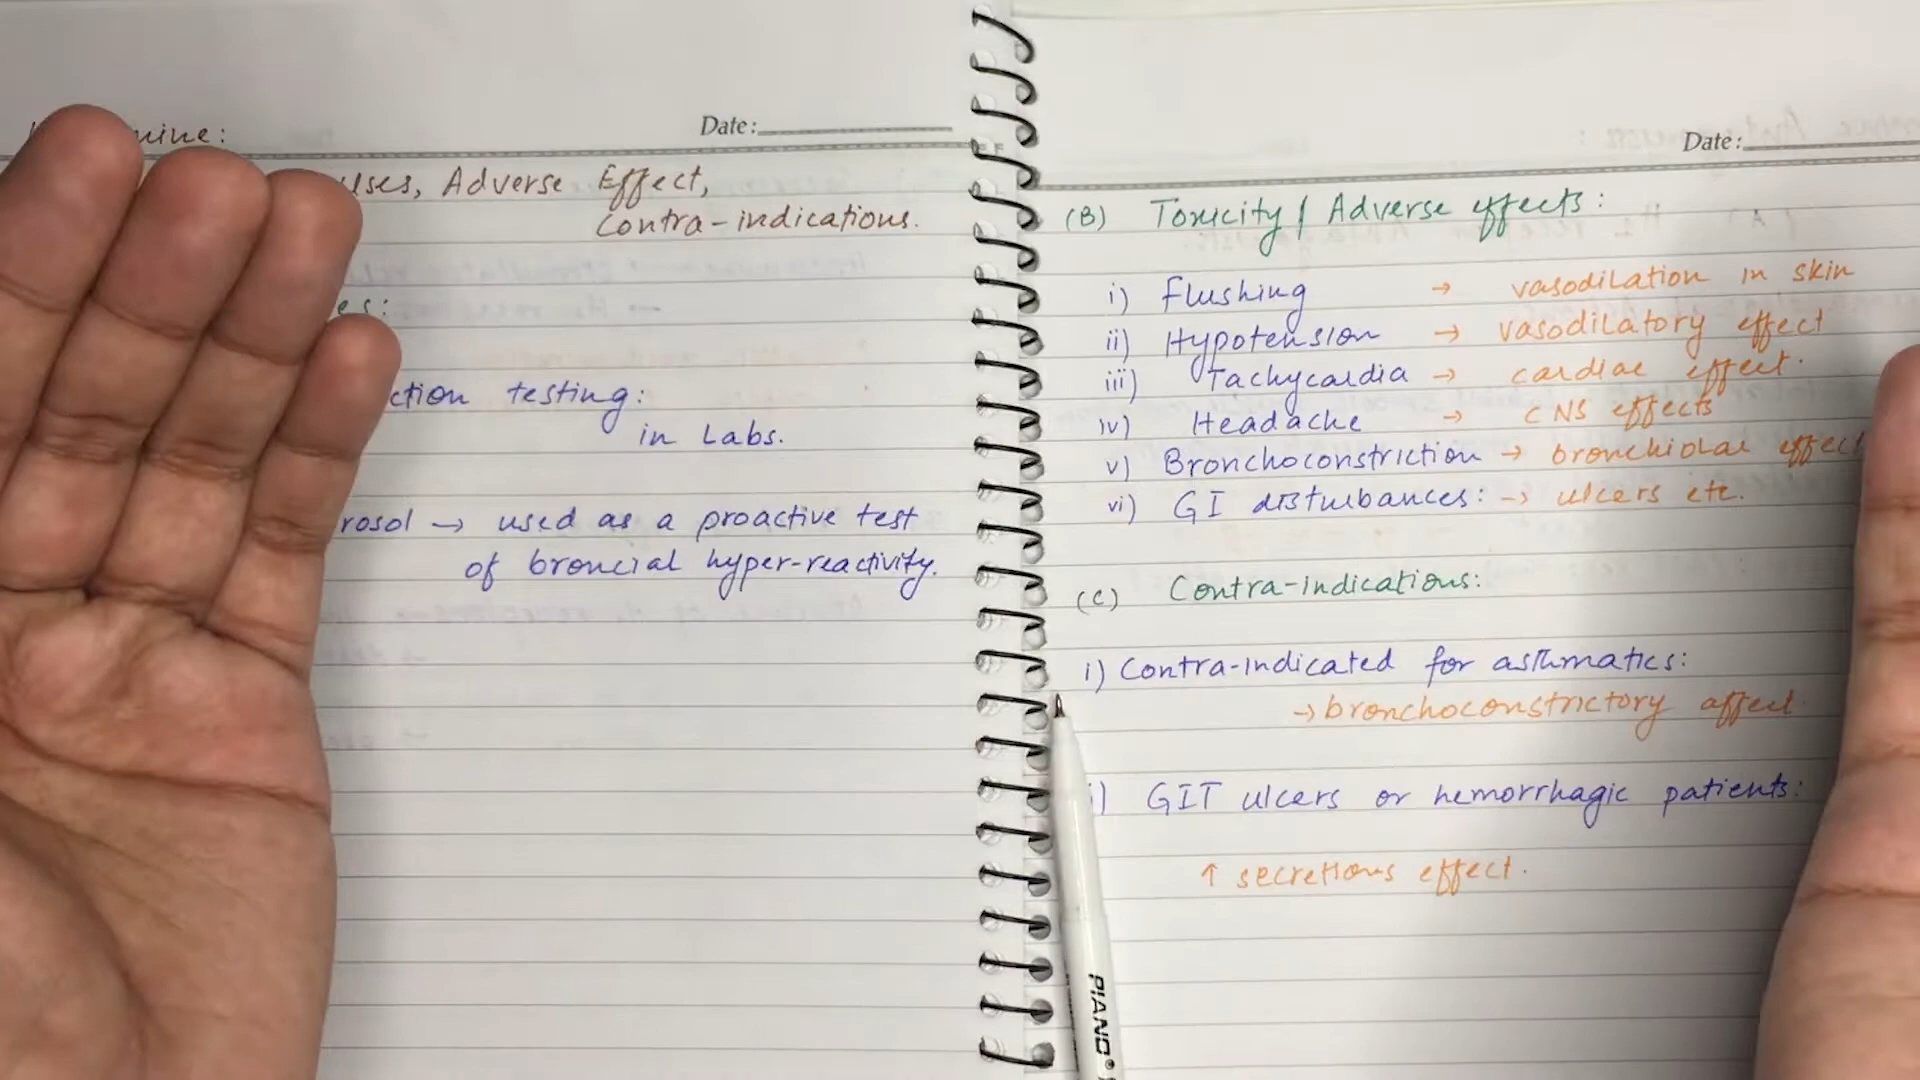 Date:
uses, Adverse Effect,
Contra-indications.
es:
ction testing:
in Labs.
rosol → used as a proactive test
of broncial hyper-reactivity.
Date:
(B) Toxicity / Adverse effects:
i) Flushing → vasodilation in skin
ii) Hypotension → vasodilatory effect
iii) Tachycardia → cardiac effect.
iv) Headache → CNS effects
v) Bronchoconstriction → bronchiolar effect
vi) GI disturbances: → ulcers etc.
(C) Contra-indications:
i) Contra-indicated for asthmatics:
→ bronchoconstrictory affect
i) GIT ulcers or hemorrhagic patients:
↑ secretions effect.
PIANO®